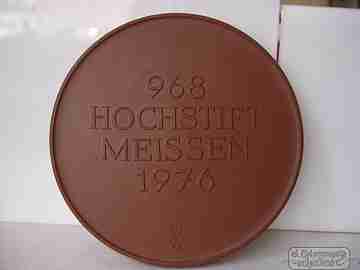 968
HOCHSTIFT
MEISSEN
1976